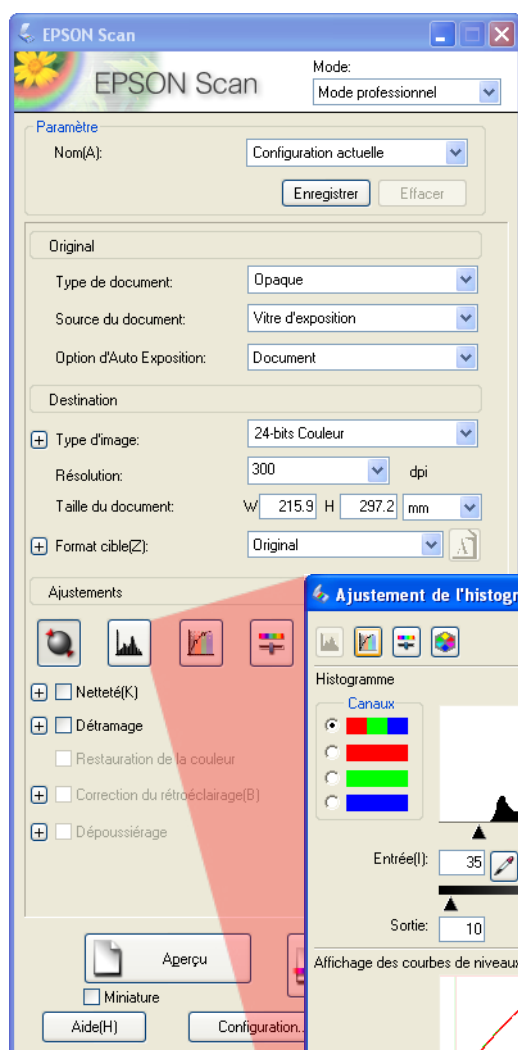 EPSON Scan
EPSON Scan
Mode:
Mode professionnel
Paramètre
Nom(A):
Configuration actuelle
Enregistrer
Effacer
Original
Type de document:
Opaque
Source du document:
Vitre d'exposition
Option d'Auto Exposition:
Document
Destination
Type d'image:
24-bits Couleur
Résolution:
300
dpi
Taille du document:
W 215.9 H 297.2 mm
Format cible(Z):
Original
Ajustements
Netteté(K)
Détramage
Restauration de la couleur
Correction du rétroéclairage(B)
Dépoussiérage
Aperçu
Miniature
Aide(H)
Configuration..
Ajustement de l'histogr
Histogramme
Canaux
Entrée(I):
35
Sortie:
10
Affichage des courbes de niveaux